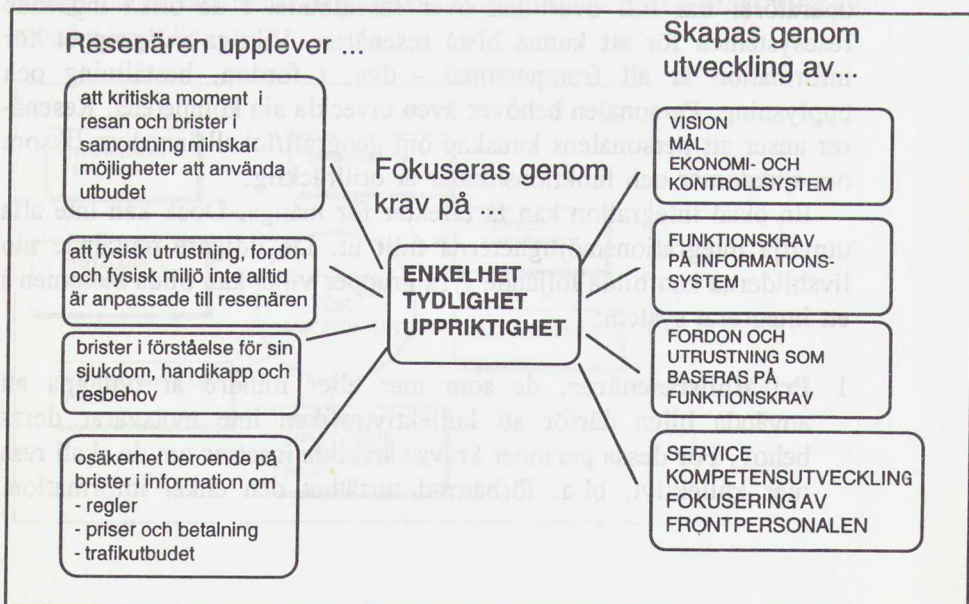 Resenären upplever ...
att kritiska moment i
resan och brister i
samordning minskar
möjligheter att använda
utbudet
att fysisk utrustning, fordon
och fysisk miljö inte alltid
är anpassade till resenären
brister i förståelse för sin
sjukdom, handikapp och
resbehov
osäkerhet beroende på
brister i information om
- regler
- priser och betalning
- trafikutbudet
Fokuseras genom
krav på ...
ENKELHET
TYDLIGHET
UPPRIKTIGHET
Skapas genom
utveckling av...
VISION
MÅL
EKONOMI- OCH
KONTROLLSYSTEM
FUNKTIONSKRAV
PÅ INFORMATIONS-
SYSTEM
FORDON OCH
UTRUSTNING SOM
BASERAS PÅ
FUNKTIONSKRAV
SERVICE
KOMPETENSUTVECKLING
FOKUSERING AV
FRONTPERSONALEN